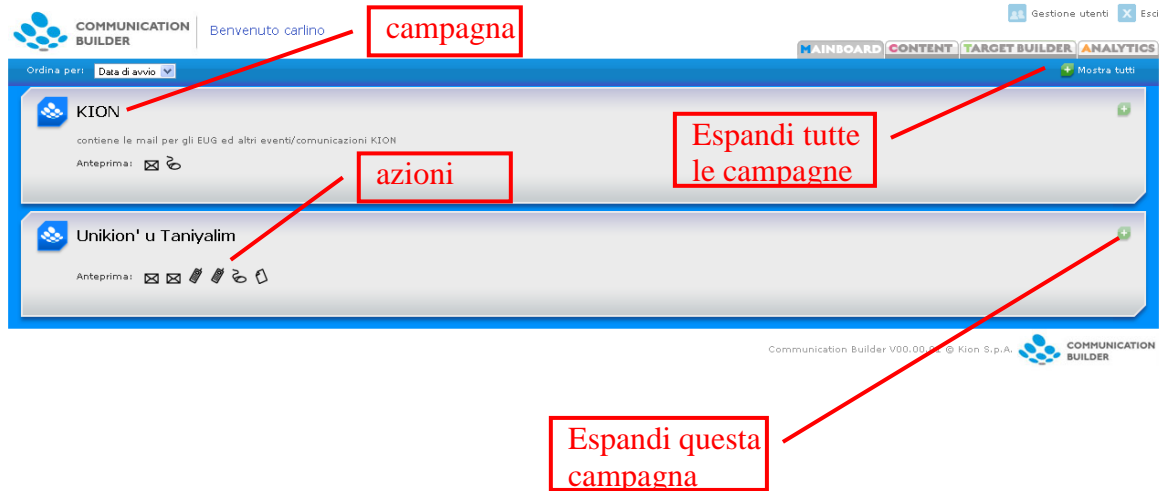 COMMUNICATION
BUILDER
Benvenuto carlino
campagna
Gestione utenti X Esci
MAINBOARD CONTENT TARGET BUILDER ANALYTICS
Ordina per: Data di avvio
Mostra tutti
KION
contiene le mail per gli EUG ed altri eventi/comunicazioni KION
Anteprima:
Espandi tutte
le campagne
azioni
Unikion' u Taniyalim
Anteprima:
Communication Builder V00.00.01 © Kion S.p.A.
COMMUNICATION
BUILDER
Espandi questa
campagna